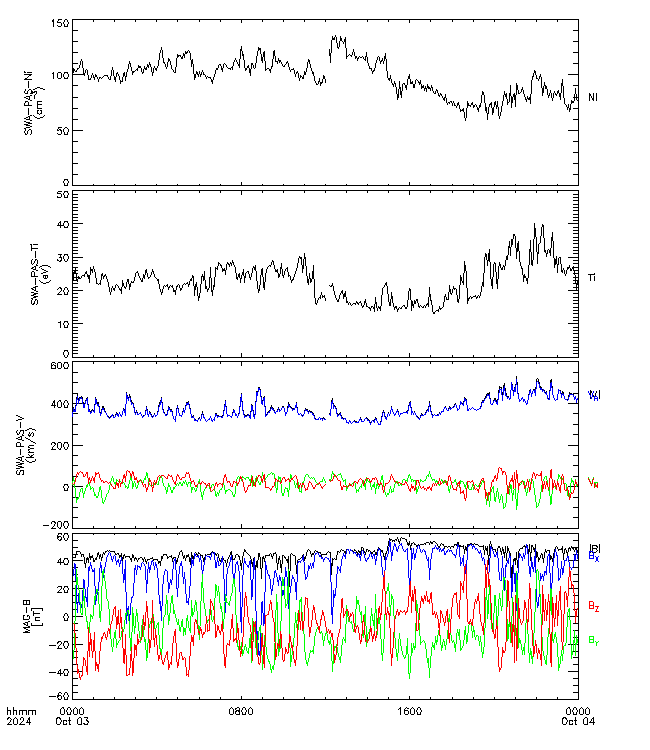 150
100
50
0
SWA-PAS-Ni
(cm⁻³)
Ni
50
40
30
20
10
0
SWA-PAS-Ti
(eV)
Ti
600
400
200
0
-200
SWA-PAS-V
(km/s)
60
40
20
0
-20
-40
-60
MAG-B
[nT]
|B|
Bx
Bz
By
hhmm
2024
0000
Oct 03
0800
1600
0000
Oct 04